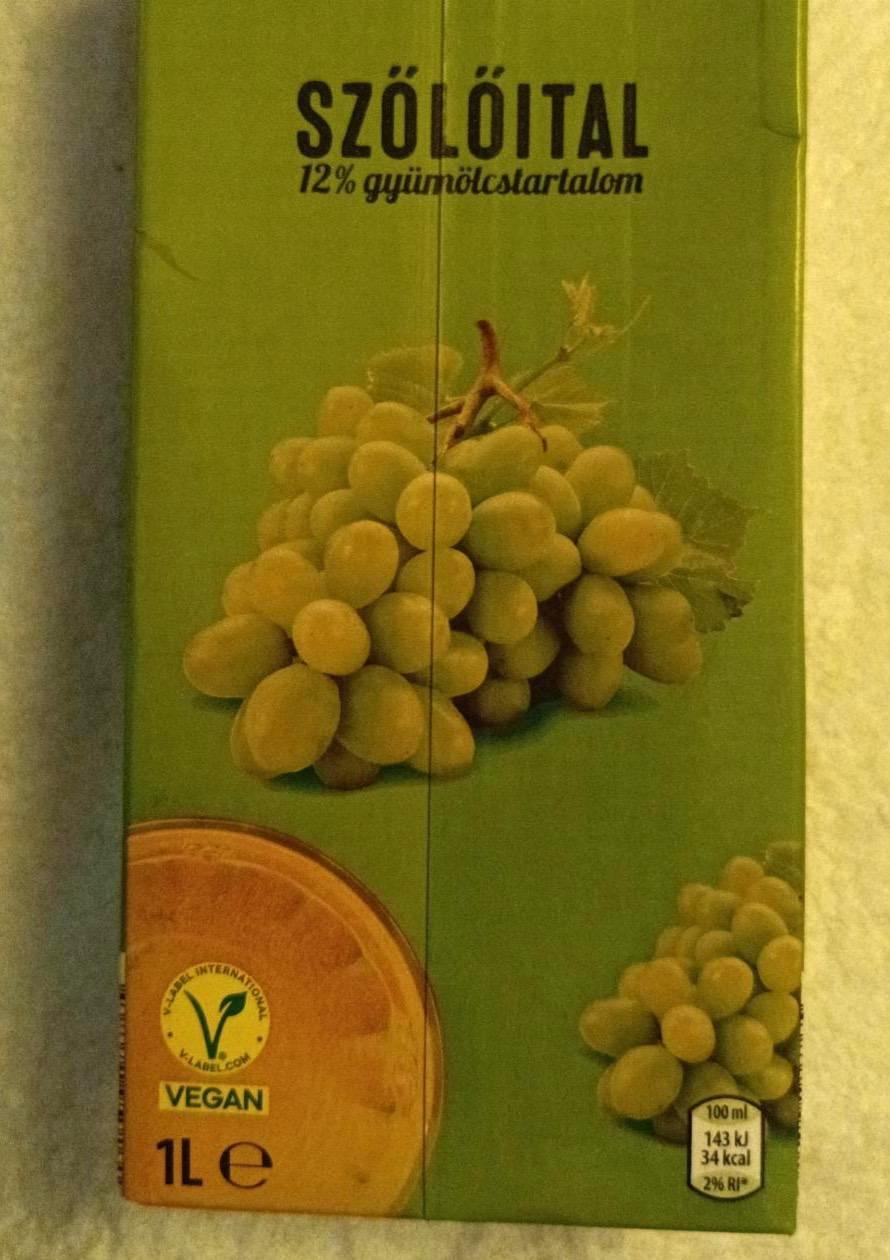 SZŐLŐITAL
12% gyümölcstartalom
V-LABEL INTERNATIONAL
V-LABEL.COM
VEGAN
1L ℮
100 ml
143 kJ
34 kcal
2% RI*